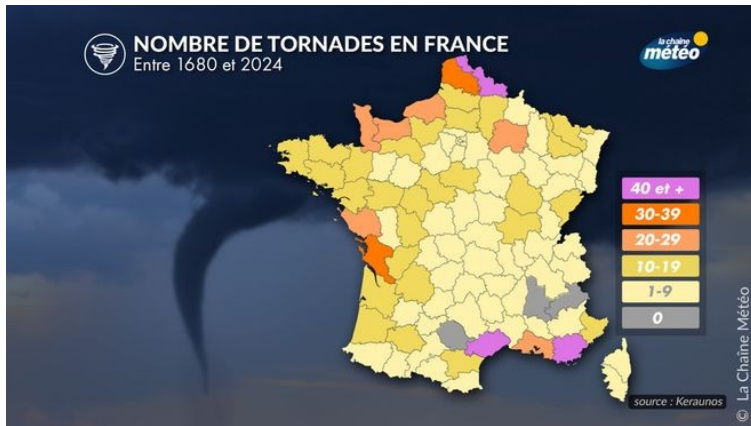 NOMBRE DE TORNADES EN FRANCE
Entre 1680 et 2024
la chaîne
météo
40 et +
30-39
20-29
10-19
1-9
0
source : Keraunos
© La Chaîne Météo